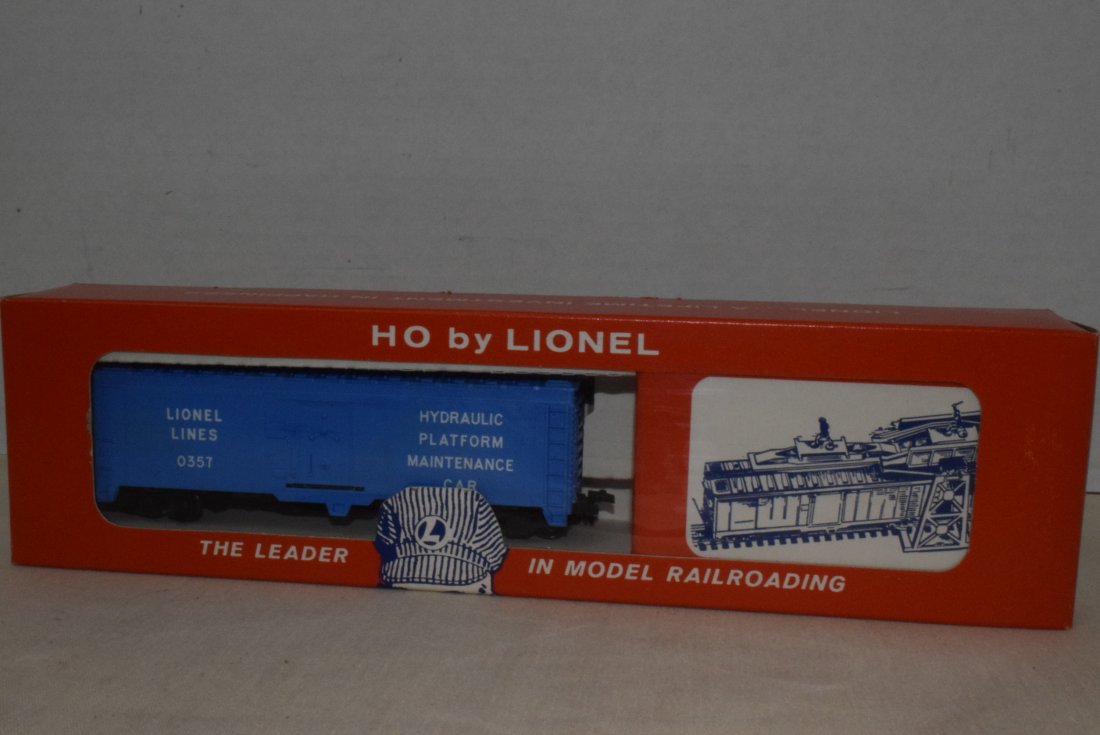 HO by LIONEL
LIONEL
LINES
0357
HYDRAULIC
PLATFORM
MAINTENANCE
CAR
L
THE LEADER IN MODEL RAILROADING